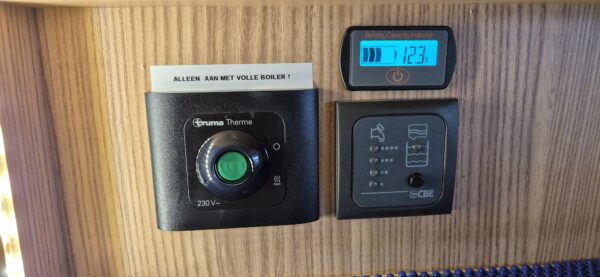 ALLEEN AAN MET VOLLE BOILER !
truma Therme
230 V~
Battery Capacity Indicator
12.3V
CBE